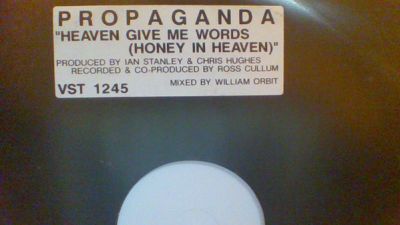 PROPAGANDA
"HEAVEN GIVE ME WORDS
(HONEY IN HEAVEN)"
PRODUCED BY IAN STANLEY & CHRIS HUGHES
RECORDED & CO-PRODUCED BY ROSS CULLUM
MIXED BY WILLIAM ORBIT
VST 1245